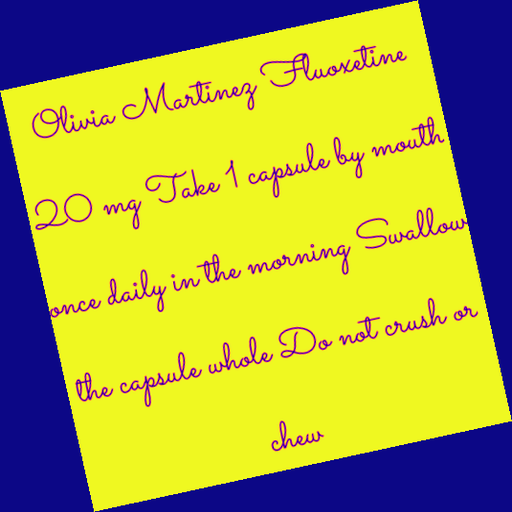 Olivia Martinez Fluoxetine
20 mg Take 1 capsule by mouth
once daily in the morning Swallow
the capsule whole Do not crush or
chew